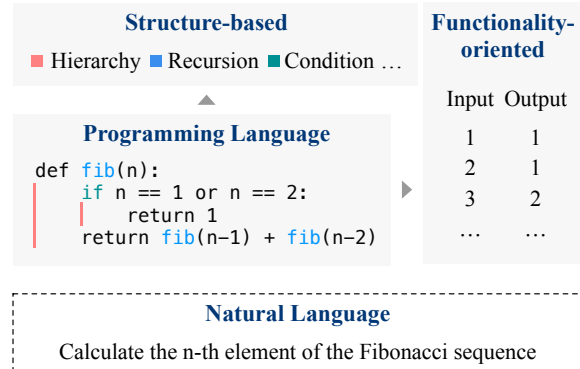 Structure-based
Hierarchy Recursion Condition …
Functionality-
oriented
Input Output
1 1
2 1
3 2
… …
Programming Language
def fib(n):
    if n == 1 or n == 2:
        return 1
    return fib(n-1) + fib(n-2)
Natural Language
Calculate the n-th element of the Fibonacci sequence